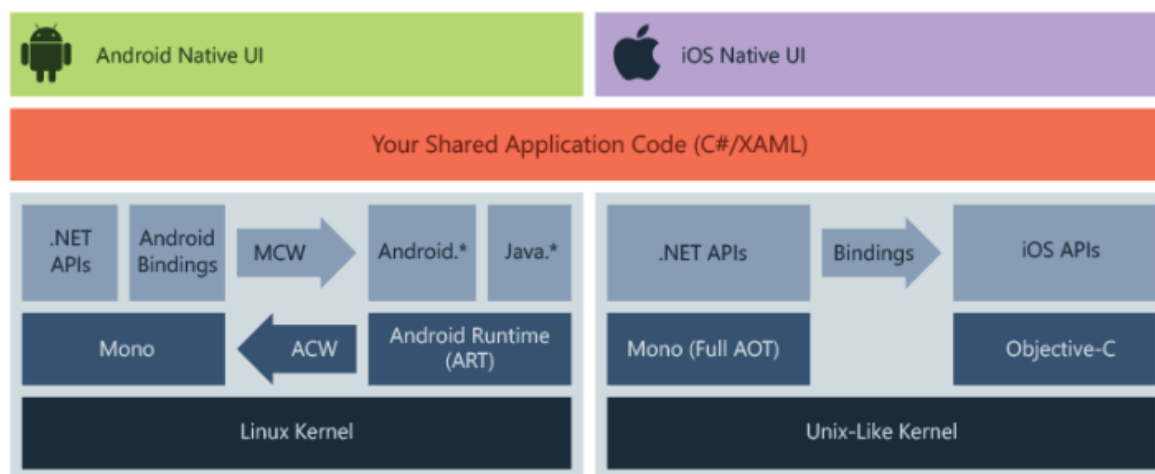 Android Native UI
iOS Native UI
Your Shared Application Code (C#/XAML)
.NET
APIs
Android
Bindings
MCW
Android.*
Java.*
.NET APIs
Bindings
iOS APIs
Mono
ACW
Android Runtime
(ART)
Mono (Full AOT)
Objective-C
Linux Kernel
Unix-Like Kernel